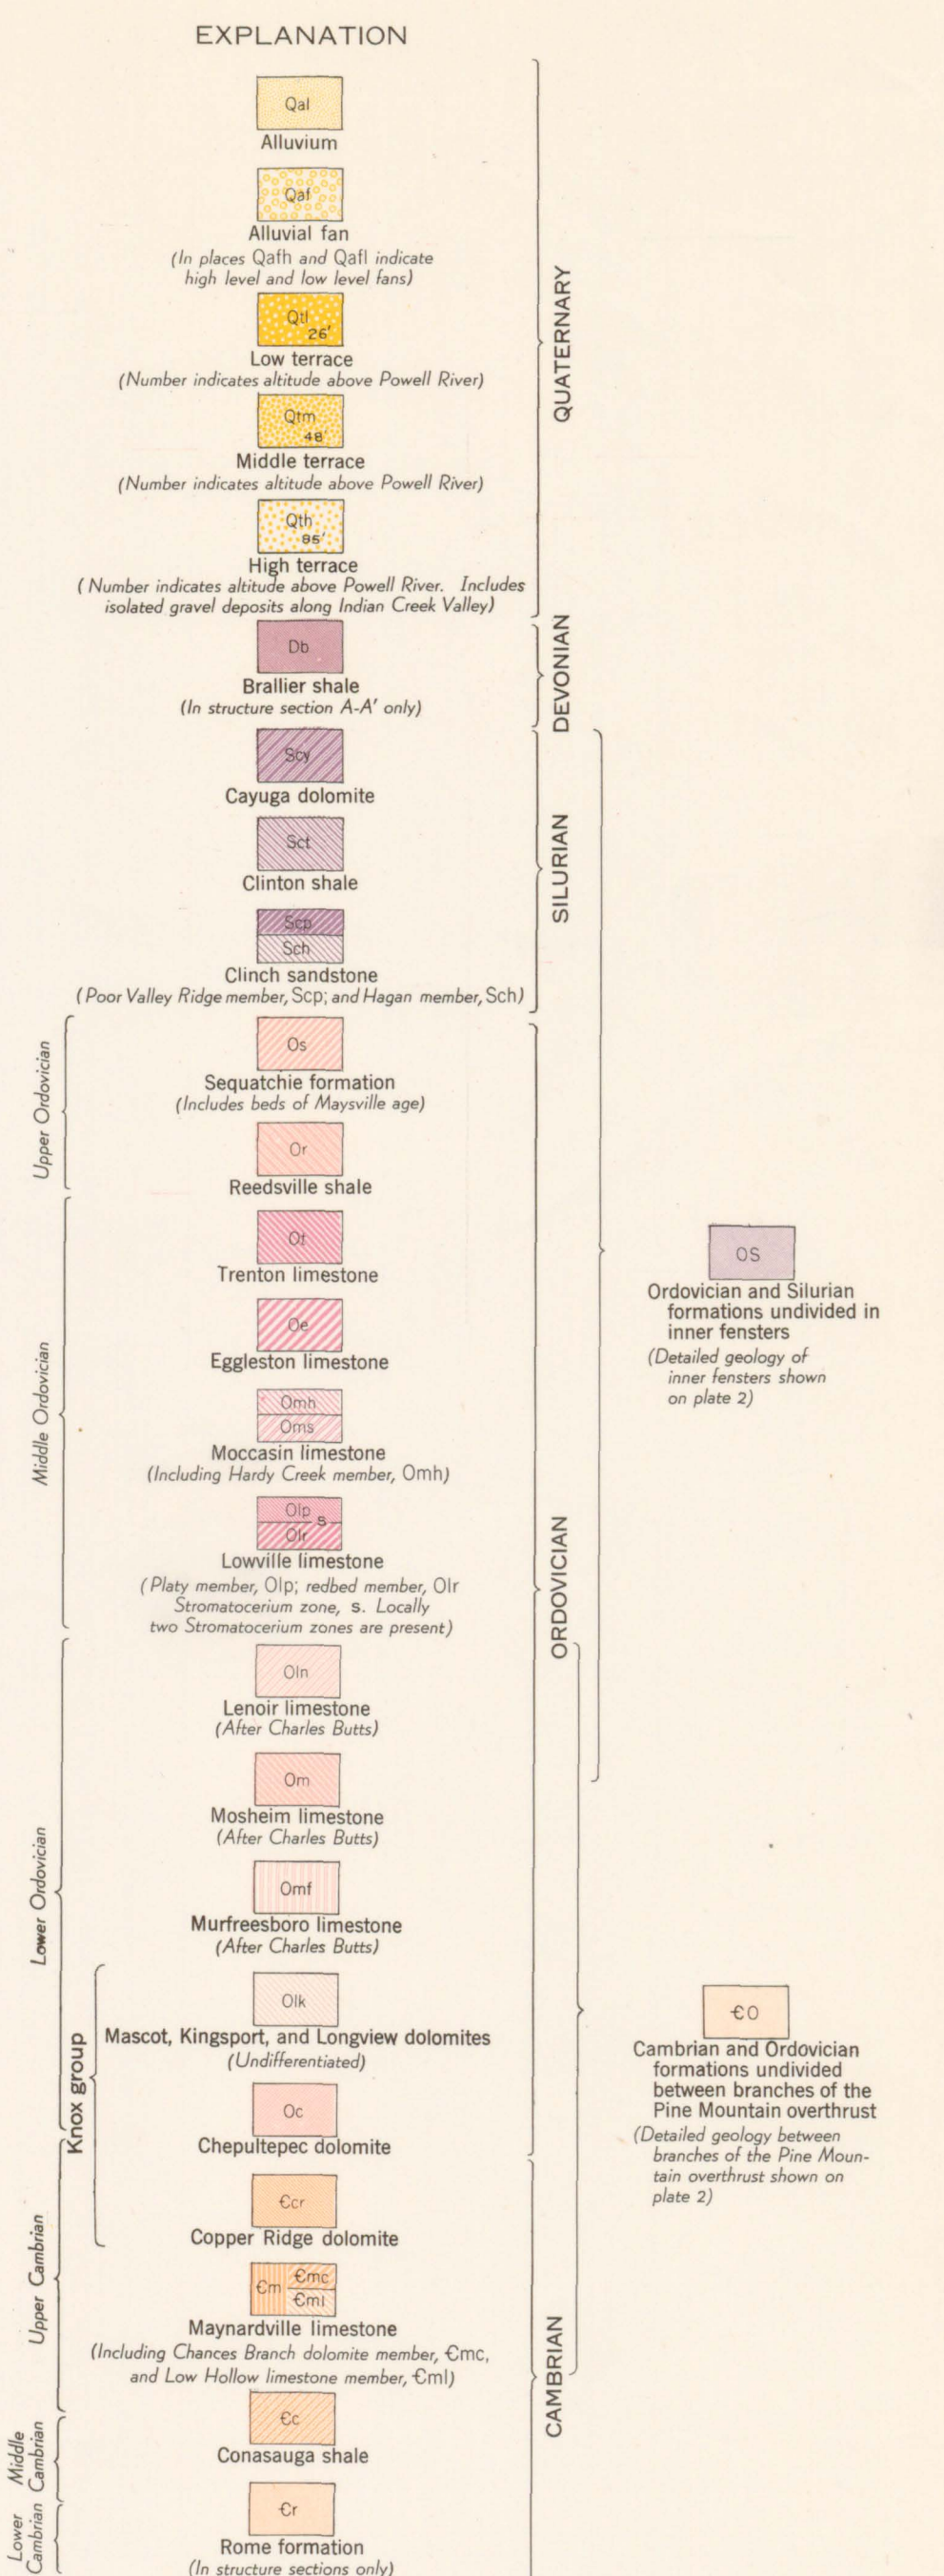 EXPLANATION
Qal
Alluvium
Qaf
Alluvial fan
(In places Qafh and Qafl indicate
high level and low level fans)
Qtl
26'
Low terrace
(Number indicates altitude above Powell River)
Qtm
48'
Middle terrace
(Number indicates altitude above Powell River)
Qth
85'
High terrace
(Number indicates altitude above Powell River. Includes
isolated gravel deposits along Indian Creek Valley)
QUATERNARY
Db
Brallier shale
(In structure section A-A' only)
DEVONIAN
Scy
Cayuga dolomite
Sct
Clinton shale
Scp
Sch
Clinch sandstone
(Poor Valley Ridge member, Scp; and Hagan member, Sch)
SILURIAN
Os
Sequatchie formation
(Includes beds of Maysville age)
Or
Reedsville shale
Upper Ordovician
Ot
Trenton limestone
Oe
Eggleston limestone
Omh
Oms
Moccasin limestone
(Including Hardy Creek member, Omh)
Olp
s
Olr
Lowville limestone
(Platy member, Olp; redbed member, Olr
Stromatocerium zone, s. Locally
two Stromatocerium zones are present)
Middle Ordovician
OS
Ordovician and Silurian
formations undivided in
inner fensters
(Detailed geology of
inner fensters shown
on plate 2)
ORDOVICIAN
Oln
Lenoir limestone
(After Charles Butts)
Om
Mosheim limestone
(After Charles Butts)
Omf
Murfreesboro limestone
(After Charles Butts)
Lower Ordovician
Olk
Mascot, Kingsport, and Longview dolomites
(Undifferentiated)
Oc
Chepultepec dolomite
Knox group
Єcr
Copper Ridge dolomite
Єm
Єmc
Єml
Maynardville limestone
(Including Chances Branch dolomite member, Єmc,
and Low Hollow limestone member, Єml)
Upper Cambrian
ЄO
Cambrian and Ordovician
formations undivided
between branches of the
Pine Mountain overthrust
(Detailed geology between
branches of the Pine Moun-
tain overthrust shown on
plate 2)
CAMBRIAN
Єc
Conasauga shale
Middle
Cambrian
Єr
Rome formation
(In structure sections only)
Lower
Cambrian